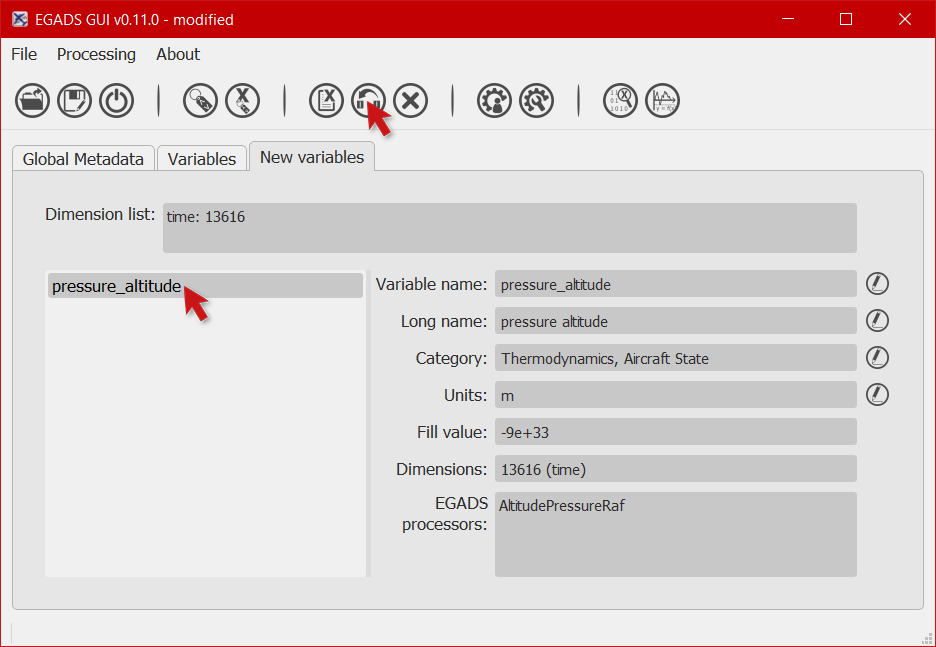 EGADS GUI v0.11.0 - modified
File Processing About
Global Metadata Variables New variables
Dimension list: time: 13616
pressure_altitude
Variable name: pressure_altitude
Long name: pressure altitude
Category: Thermodynamics, Aircraft State
Units: m
Fill value: -9e+33
Dimensions: 13616 (time)
EGADS processors: AltitudePressureRaf